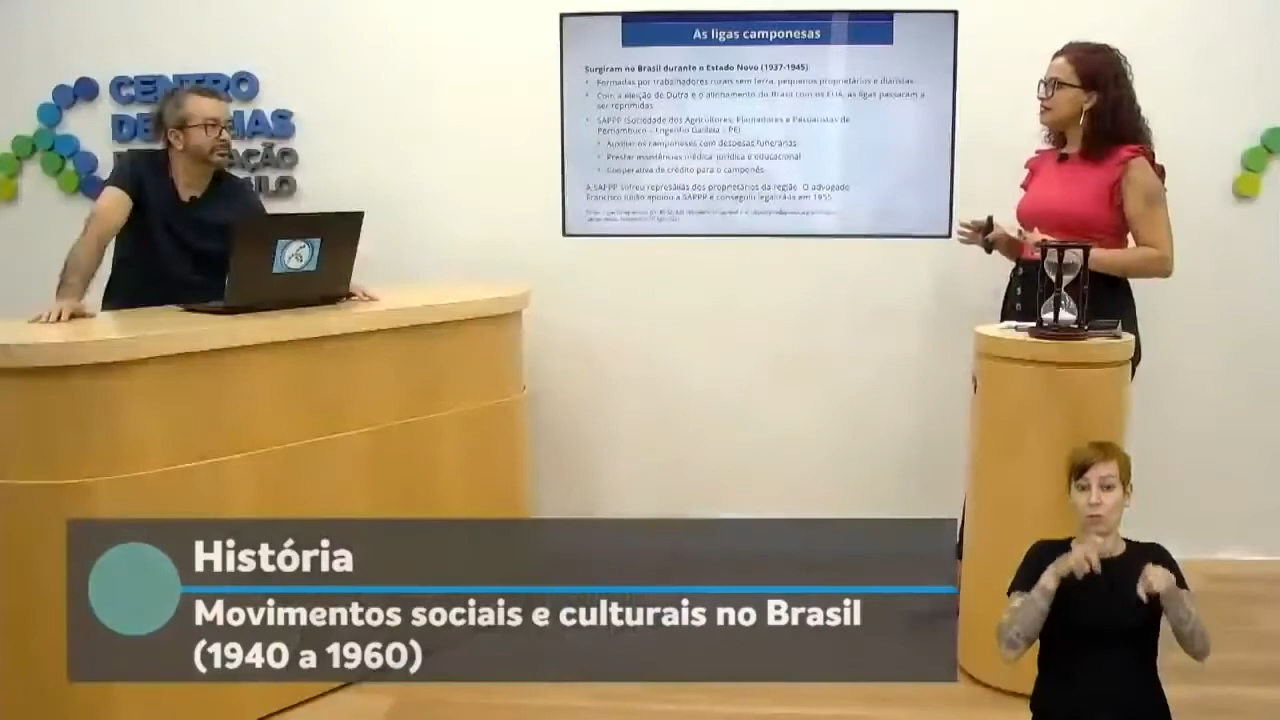 CENTRO
DE MÍDIAS
As ligas camponesas
Surgiram no Brasil durante o Estado Novo (1937-1945):
Formadas por trabalhadores rurais sem terra, pequenos proprietários e diaristas.
Com a eleição de Dutra e o alinhamento do Brasil com os EUA, as ligas passaram a
ser reprimidas.
SAPPP (Sociedade dos Agricultores, Plantadores e Pecuaristas de
Pernambuco – Engenho Galileia – PE)
Auxiliar os camponeses com despesas funerárias
Prestar assistências médica, jurídica e educacional
Cooperativa de crédito para o camponês.
A SAPPP sofreu represálias dos proprietários da região. O advogado
Francisco Julião apoiou a SAPPP e conseguiu legalizá-la em 1955.
História
Movimentos sociais e culturais no Brasil
(1940 a 1960)